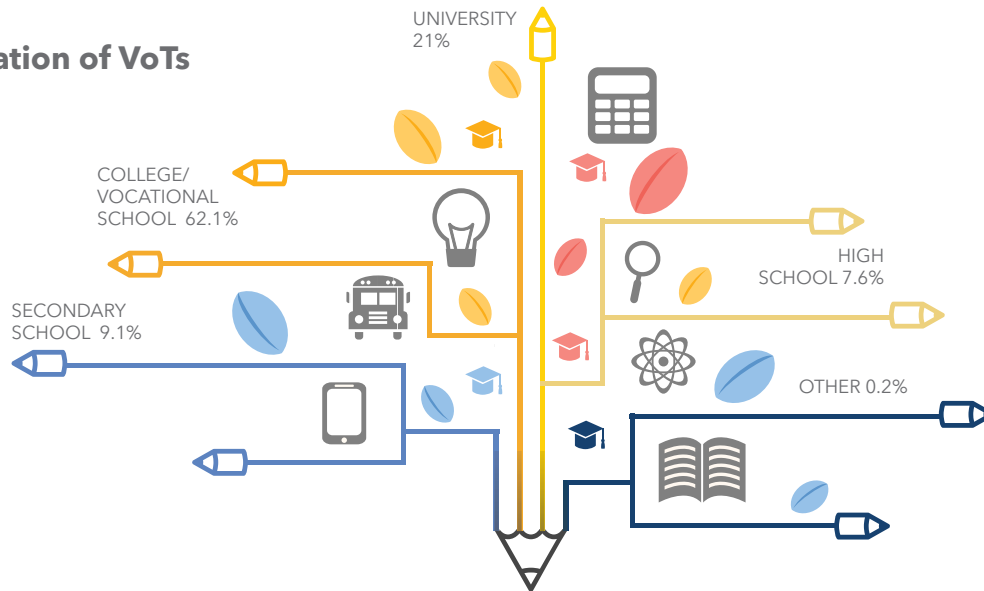 ation of VoTs
UNIVERSITY
21%
COLLEGE/
VOCATIONAL
SCHOOL 62.1%
HIGH
SCHOOL 7.6%
SECONDARY
SCHOOL 9.1%
OTHER 0.2%